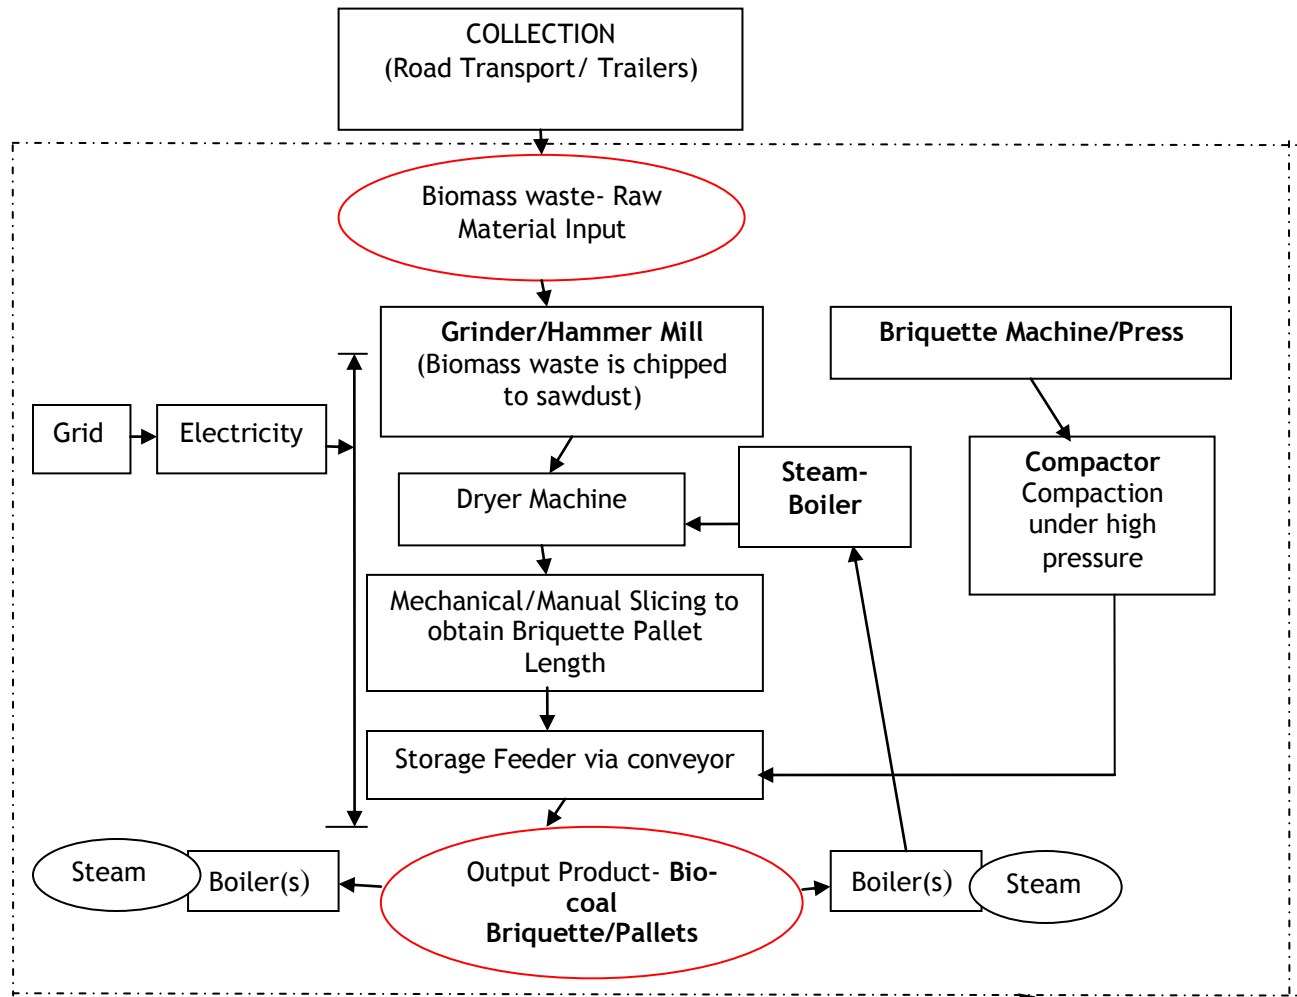 COLLECTION
(Road Transport/ Trailers)
Biomass waste- Raw
Material Input
Grinder/Hammer Mill
(Biomass waste is chipped
to sawdust)
Briquette Machine/Press
Grid
Electricity
Steam-
Boiler
Compactor
Compaction
under high
pressure
Dryer Machine
Mechanical/Manual Slicing to
obtain Briquette Pallet
Length
Storage Feeder via conveyor
Steam
Boiler(s)
Output Product- Bio-
coal
Briquette/Pallets
Boiler(s)
Steam